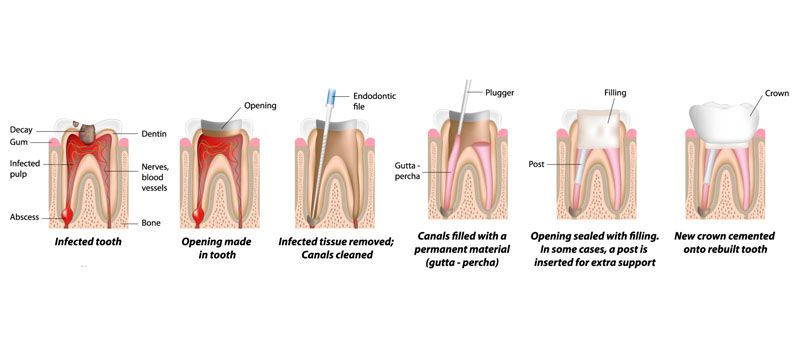 Decay
Gum
Infected
pulp
Abscess
Dentin
Nerves,
blood
vessels
Bone
Infected tooth
Opening
Opening made
in tooth
Endodontic
file
Infected tissue removed;
Canals cleaned
Plugger
Gutta -
percha
Canals filled with a
permanent material
(gutta - percha)
Filling
Post
Opening sealed with filling.
In some cases, a post is
inserted for extra support
Crown
New crown cemented
onto rebuilt tooth